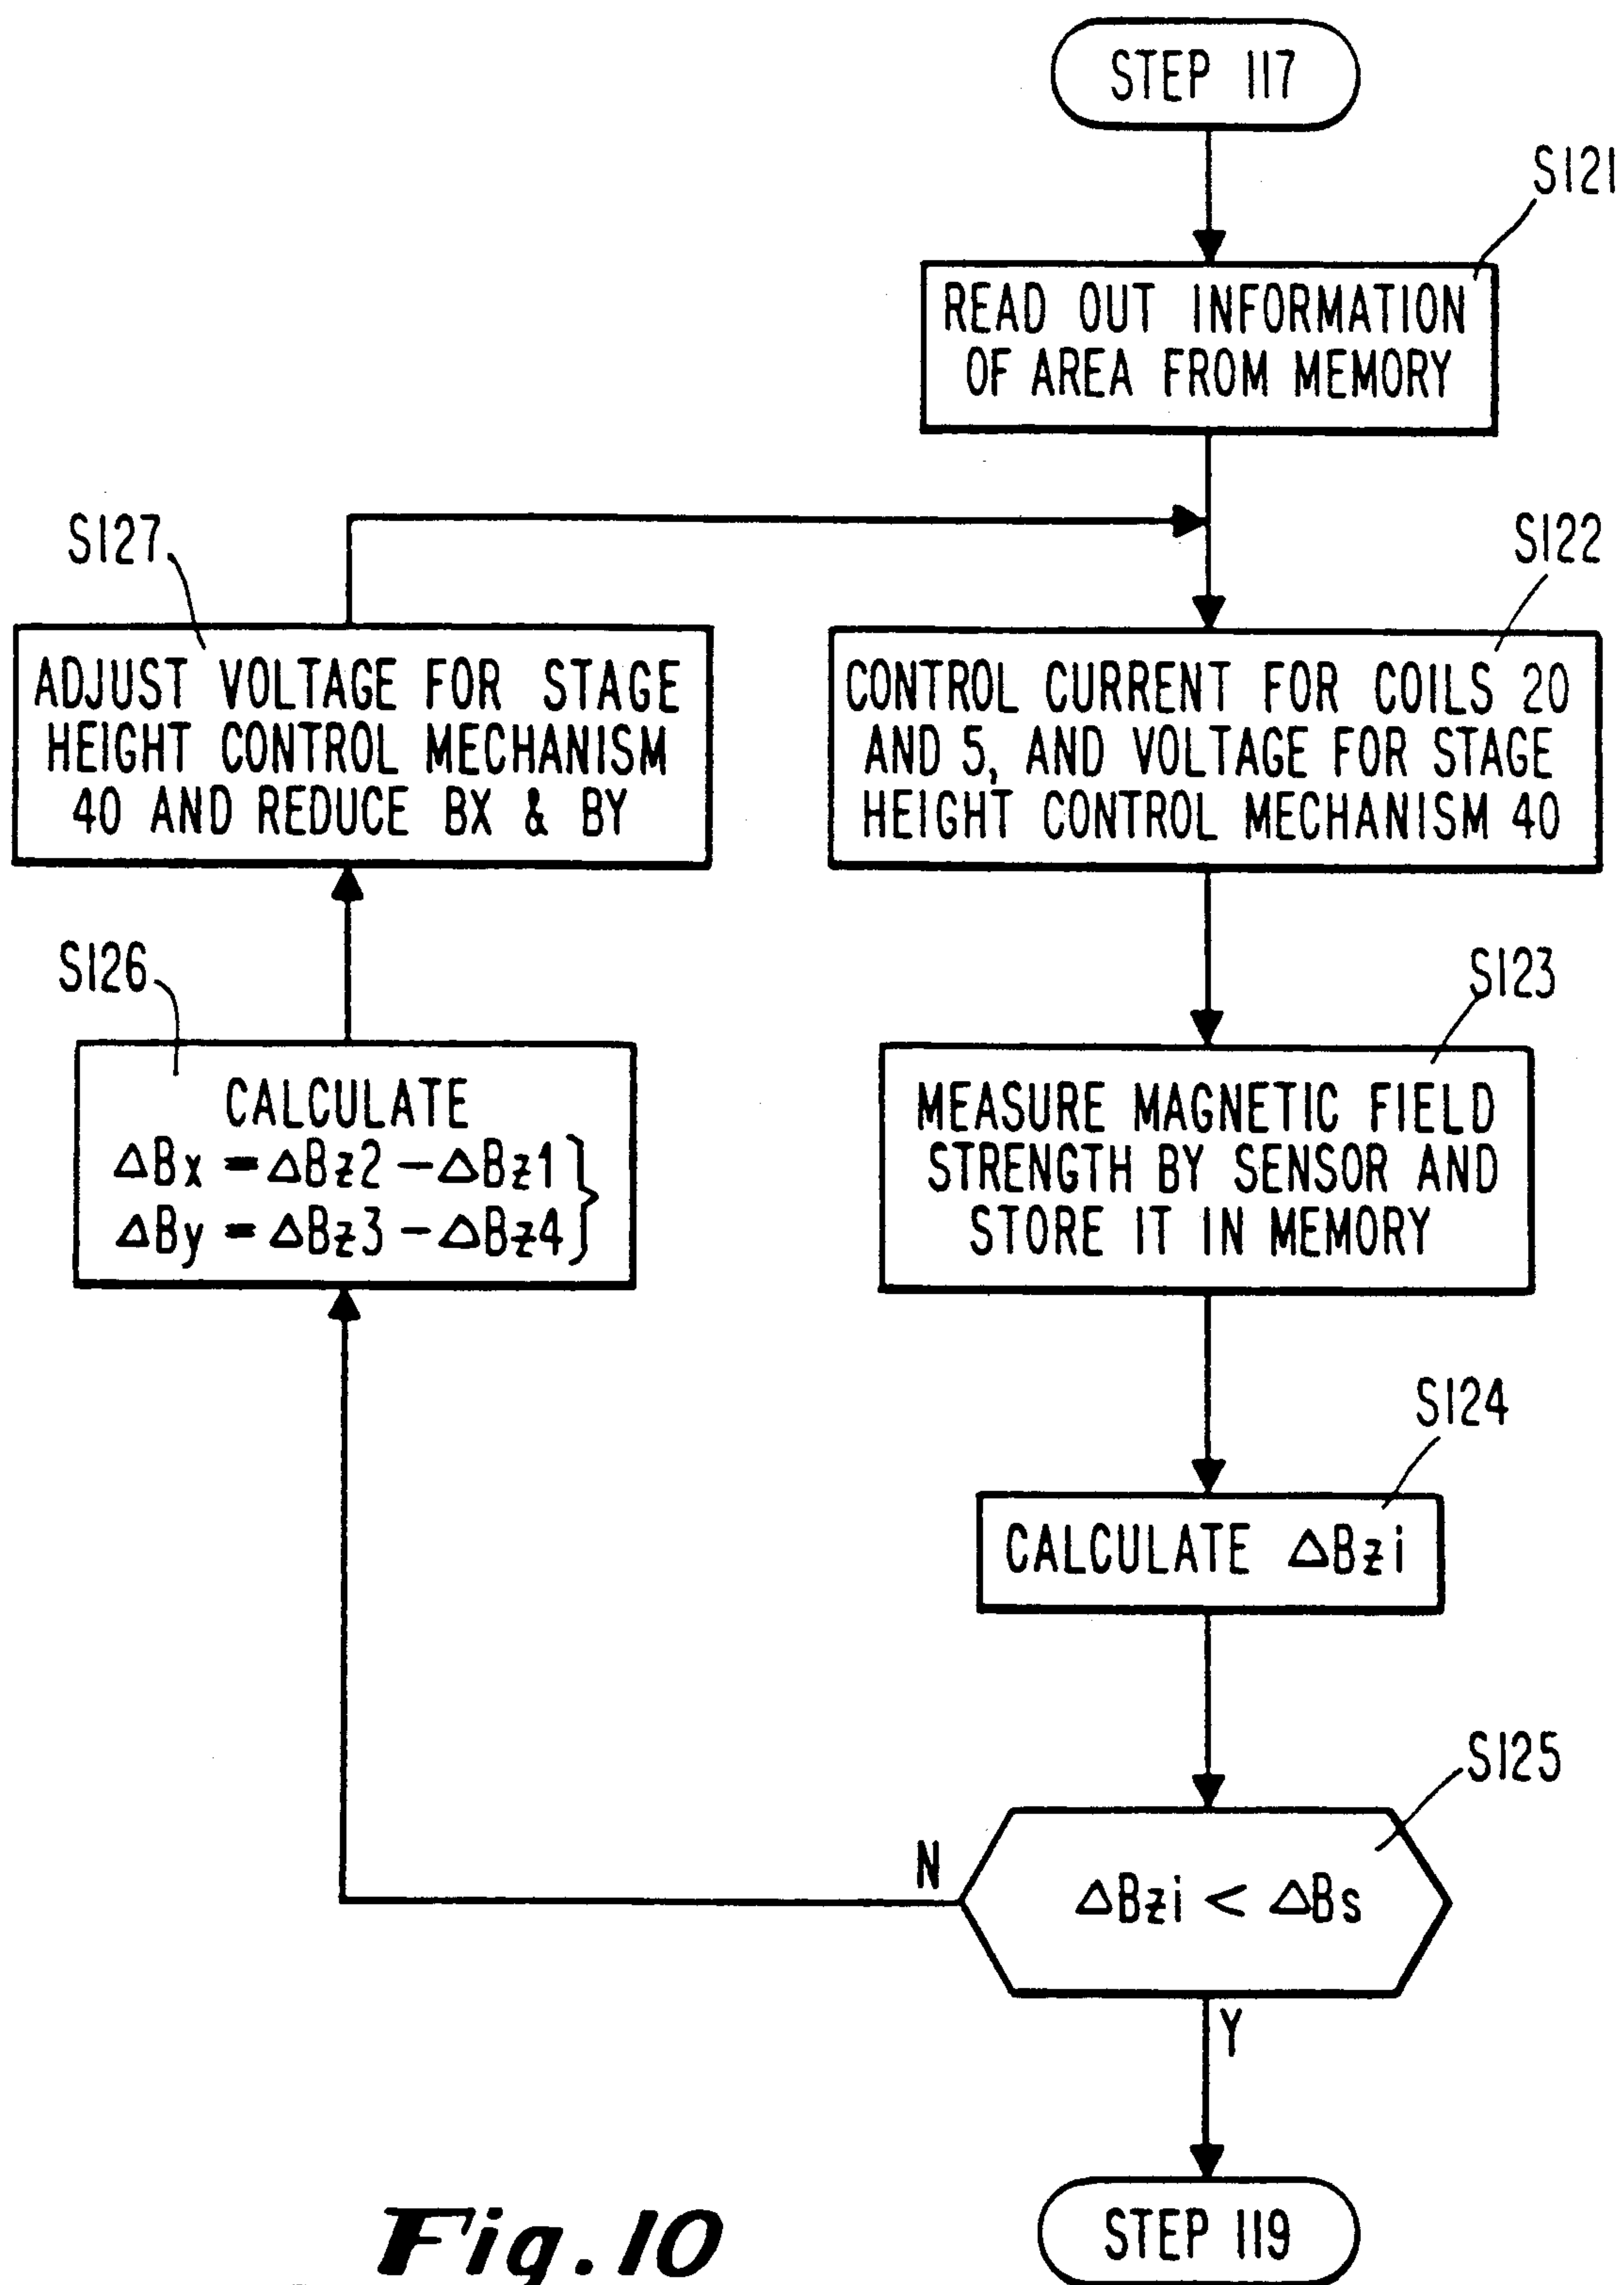 STEP 117
S121
READ OUT INFORMATION
OF AREA FROM MEMORY
S127
S122
ADJUST VOLTAGE FOR STAGE
HEIGHT CONTROL MECHANISM
40 AND REDUCE BX & BY
CONTROL CURRENT FOR COILS 20
AND 5, AND VOLTAGE FOR STAGE
HEIGHT CONTROL MECHANISM 40
S126
S123
CALCULATE
ΔBx = ΔBz2 - ΔBz1
ΔBy = ΔBz3 - ΔBz4
MEASURE MAGNETIC FIELD
STRENGTH BY SENSOR AND
STORE IT IN MEMORY
S124
CALCULATE ΔBzi
S125
N
ΔBzi < ΔBs
Y
STEP 119
Fig. 10